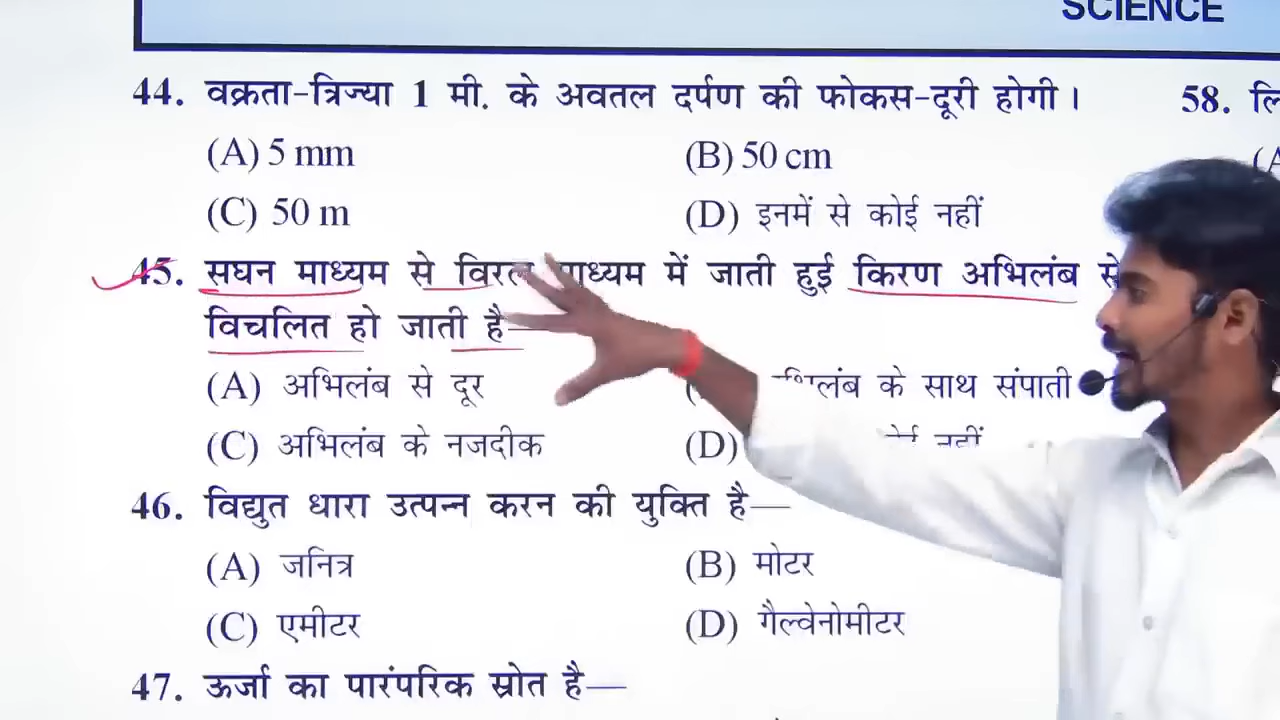 SCIENCE
44. वक्रता-त्रिज्या 1 मी. के अवतल दर्पण की फोकस-दूरी होगी।
(A) 5 mm (B) 50 cm
(C) 50 m (D) इनमें से कोई नहीं
45. सघन माध्यम से विरल माध्यम में जाती हुई किरण अभिलंब से
विचलित हो जाती है—
(A) अभिलंब से दूर के साथ संपाती
(C) अभिलंब के नजदीक (D)
46. विद्युत धारा उत्पन्न करन की युक्ति है—
(A) जनित्र (B) मोटर
(C) एमीटर (D) गैल्वेनोमीटर
47. ऊर्जा का पारंपरिक स्रोत है—
58.